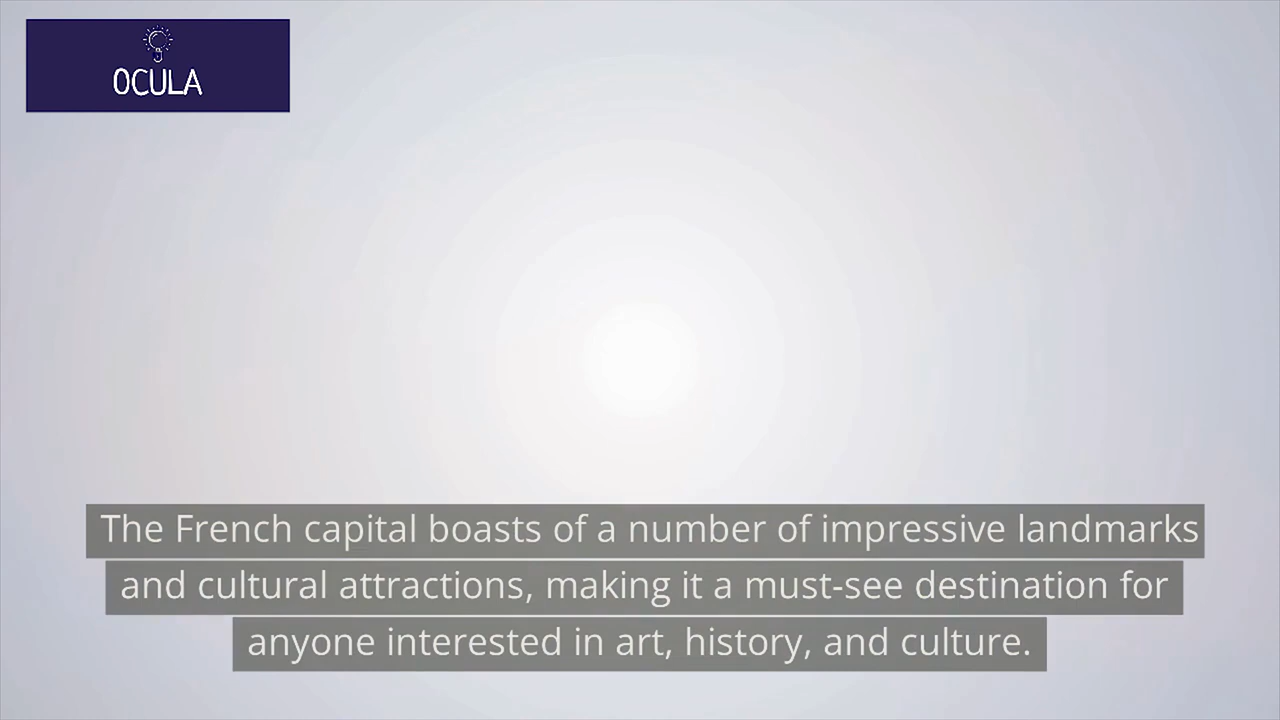 OCULA
The French capital boasts of a number of impressive landmarks
and cultural attractions, making it a must-see destination for
anyone interested in art, history, and culture.